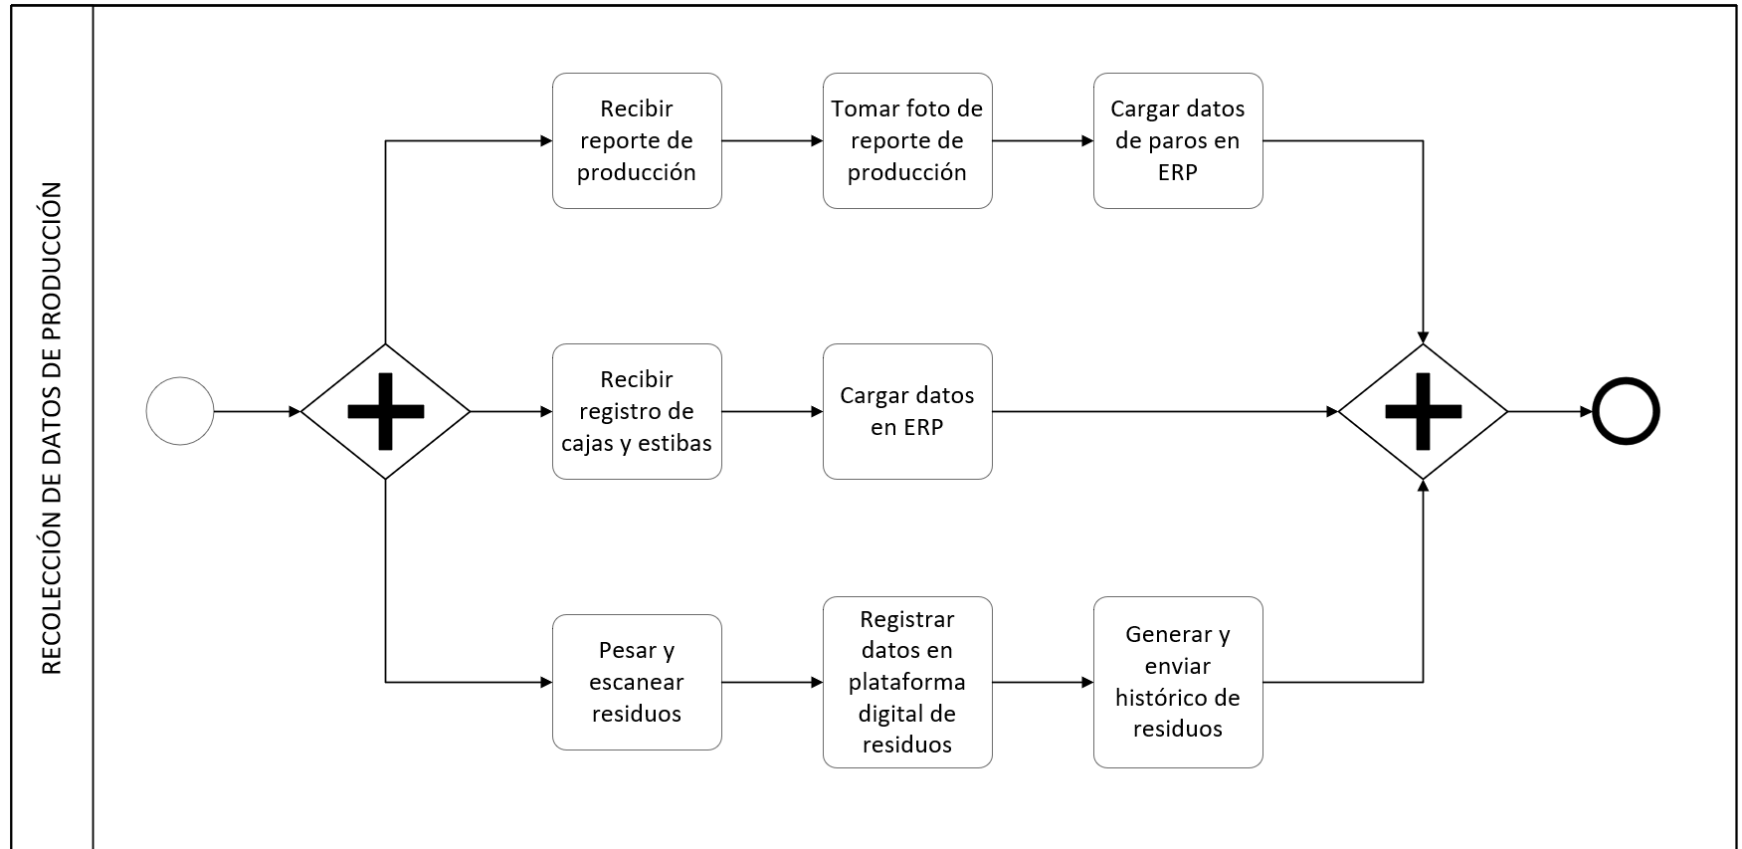 RECOLECCIÓN DE DATOS DE PRODUCCIÓN
Recibir
reporte de
producción
Tomar foto de
reporte de
producción
Cargar datos
de paros en
ERP
Recibir
registro de
cajas y estibas
Cargar datos
en ERP
Pesar y
escanear
residuos
Registrar
datos en
plataforma
digital de
residuos
Generar y
enviar
histórico de
residuos